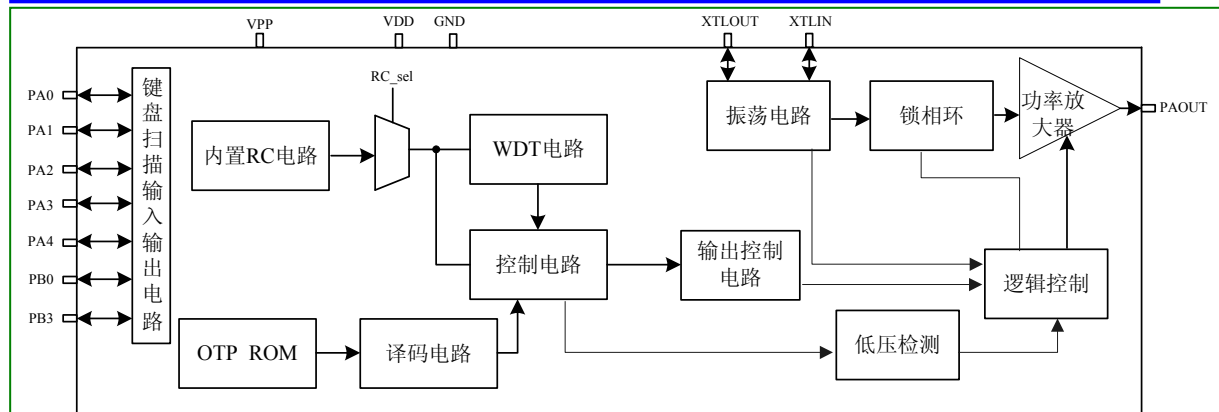 VPP
VDD
GND
XTLOUT
XTLIN
RC_sel
PA0
PA1
PA2
PA3
PA4
PB0
PB3
键盘扫描输入输出电路
内置RC电路
WDT电路
振荡电路
锁相环
功率放
大器
PAOUT
控制电路
输出控制
电路
逻辑控制
OTP ROM
译码电路
低压检测